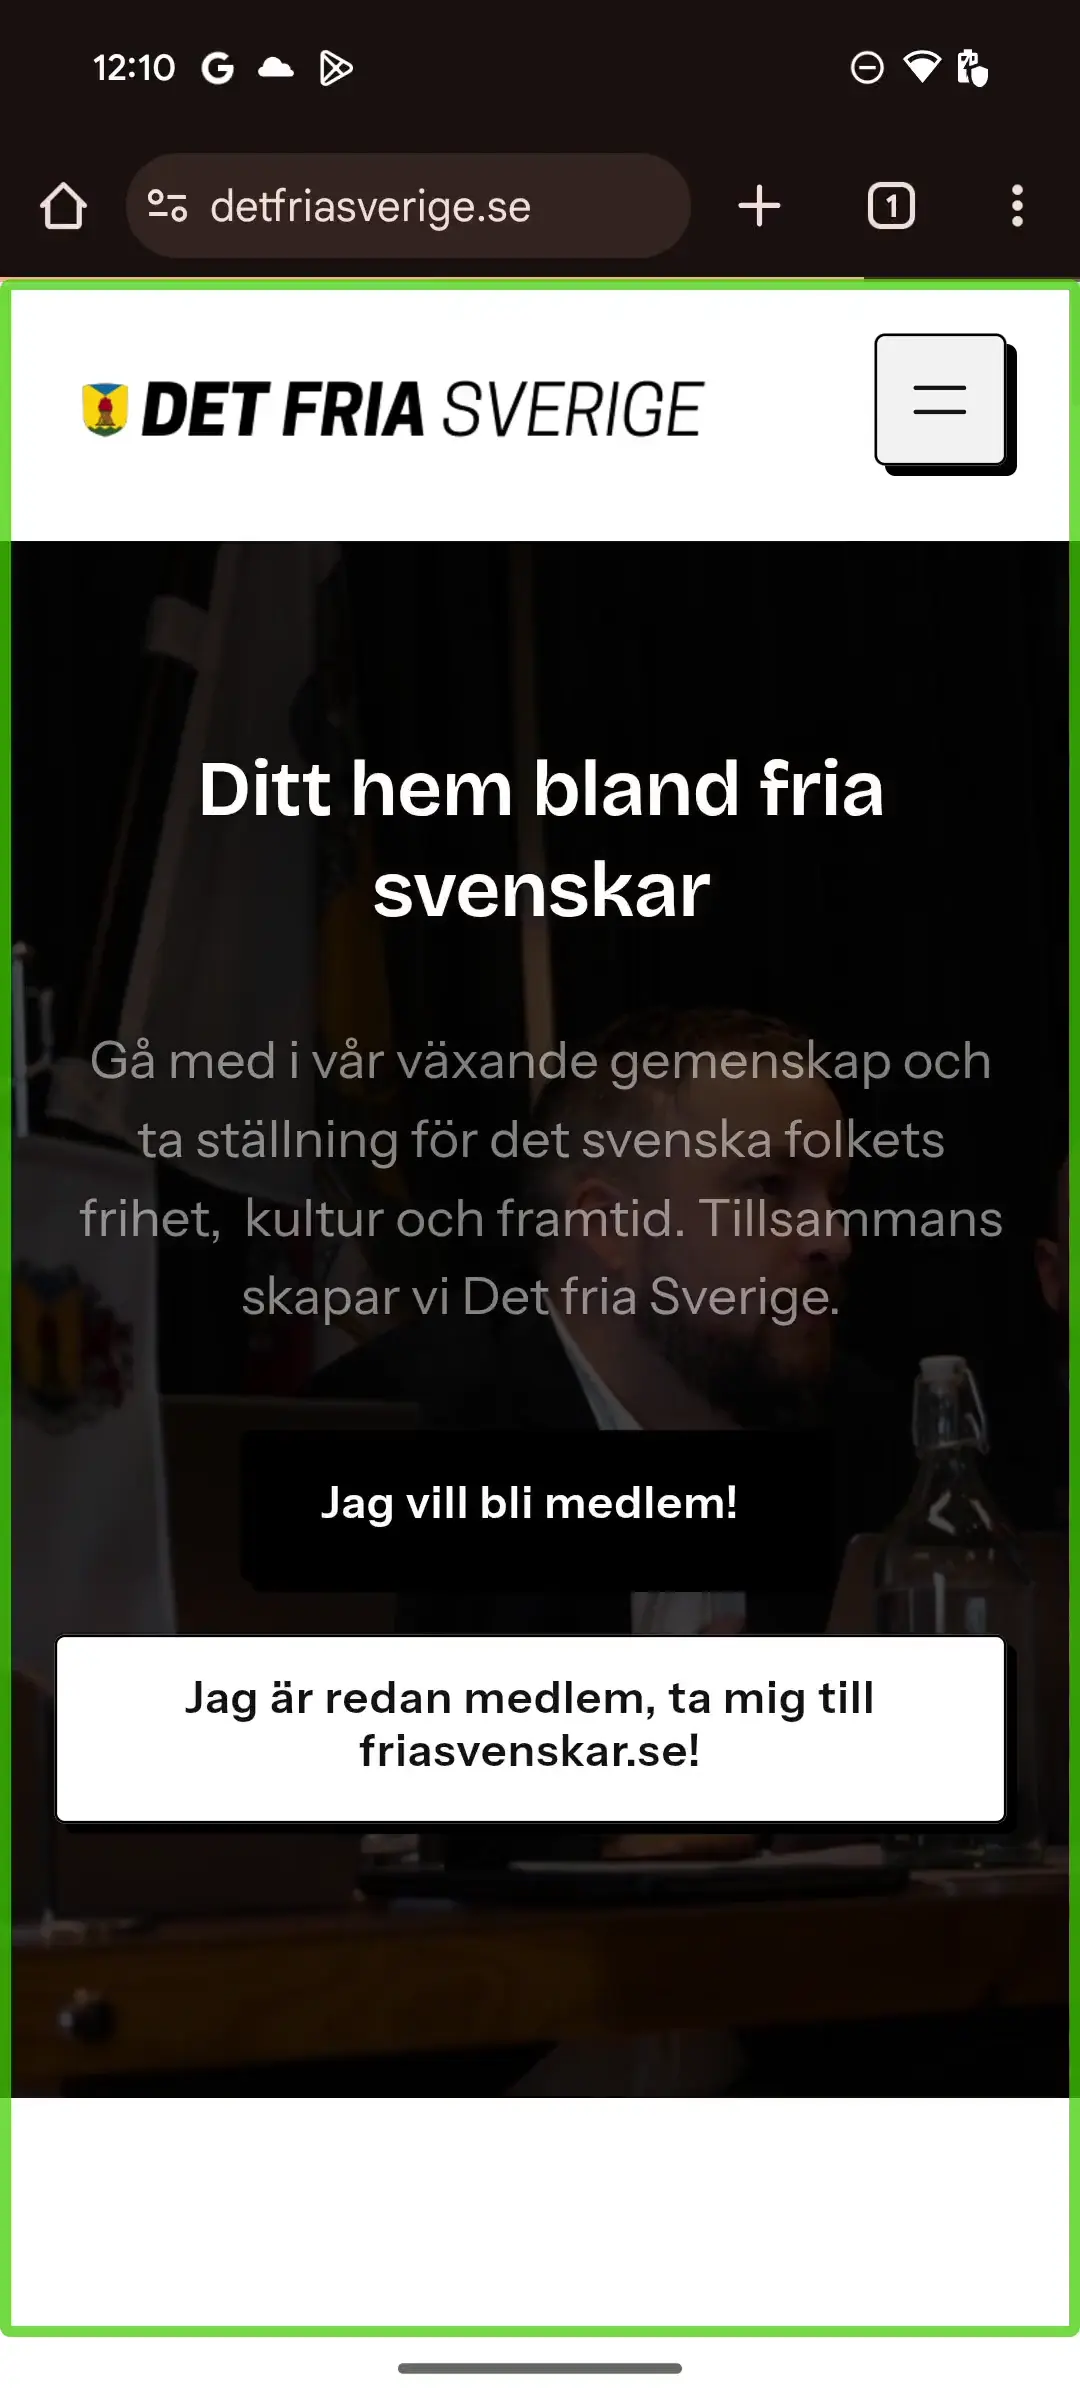 12:10
detfriasverige.se
1
DET FRIA SVERIGE
Ditt hem bland fria
svenskar
Gå med i vår växande gemenskap och
ta ställning för det svenska folkets
frihet, kultur och framtid. Tillsammans
skapar vi Det fria Sverige.
Jag vill bli medlem!
Jag är redan medlem, ta mig till
friasvenskar.se!